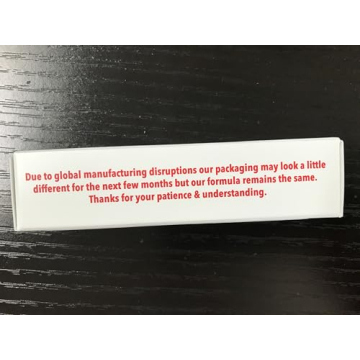 Due to global manufacturing disruptions our packaging may look a little
different for the next few months but our formula remains the same.
Thanks for your patience & understanding.